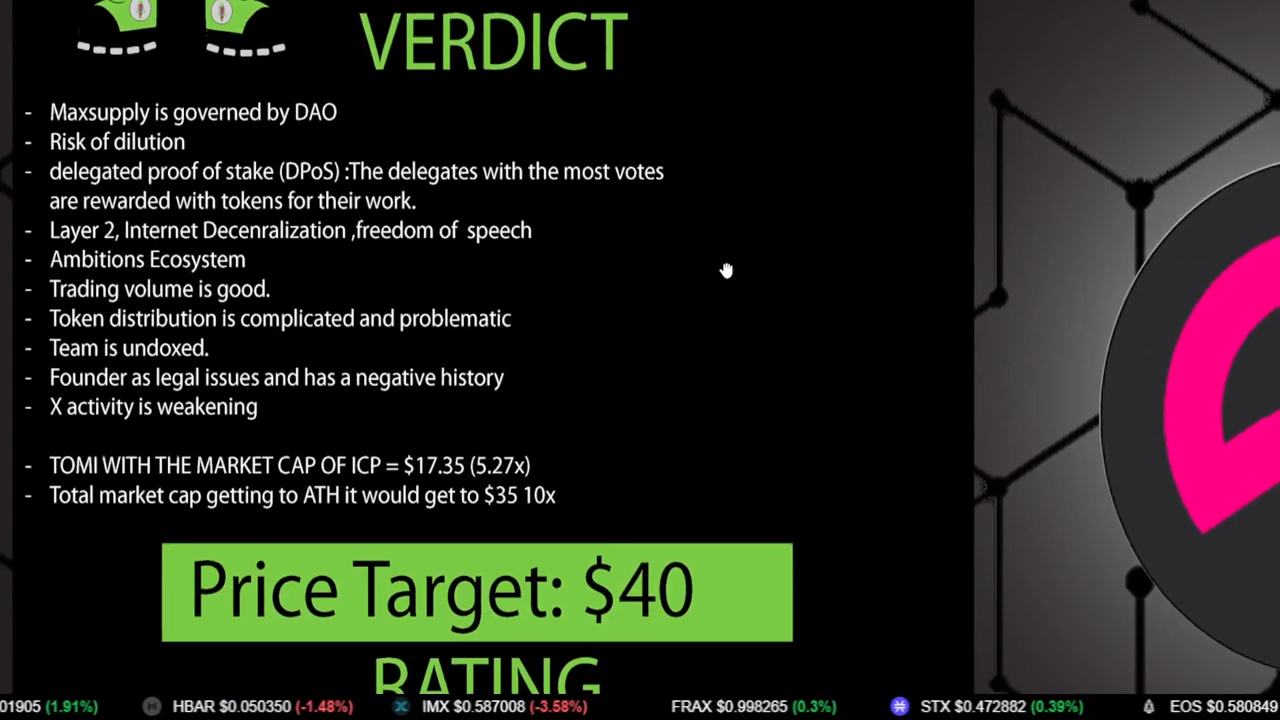 VERDICT
- Maxsupply is governed by DAO
- Risk of dilution
- delegated proof of stake (DPoS) :The delegates with the most votes
are rewarded with tokens for their work.
- Layer 2, Internet Decenralization ,freedom of speech
- Ambitions Ecosystem
- Trading volume is good.
- Token distribution is complicated and problematic
- Team is undoxed.
- Founder as legal issues and has a negative history
- X activity is weakening
- TOMI WITH THE MARKET CAP OF ICP = $17.35 (5.27x)
- Total market cap getting to ATH it would get to $35 10x
Price Target: $40
RATING
01905 (1.91%) HBAR $0.050350 (-1.48%) IMX $0.587008 (-3.58%) FRAX $0.998265 (0.3%) STX $0.472882 (0.39%) EOS $0.580849